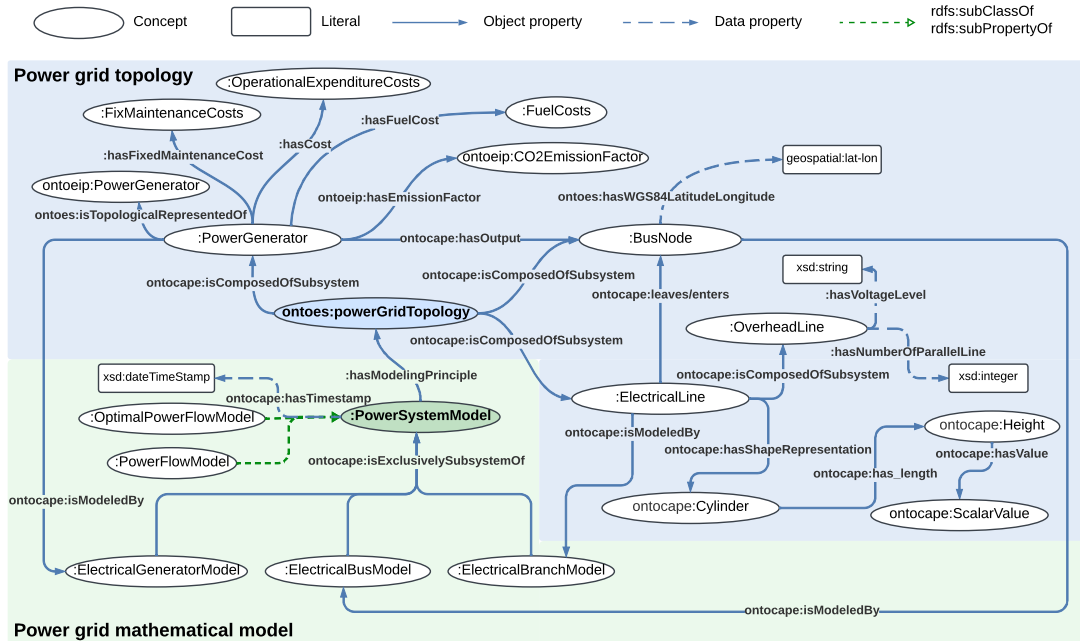 Concept
Literal
Object property
Data property
rdfs:subClassOf
rdfs:subPropertyOf
Power grid topology
:OperationalExpenditureCosts
:FixMaintenanceCosts
:FuelCosts
:hasFuelCost
:hasCost
:hasFixedMaintenanceCost
ontoeip:CO2EmissionFactor
geospatial:lat-lon
ontoeip:PowerGenerator
ontoeip:hasEmissionFactor
ontoes:hasWGS84LatitudeLongitude
ontoes:isTopologicalRepresentedOf
:PowerGenerator
ontocape:hasOutput
:BusNode
xsd:string
ontocape:isComposedOfSubsystem
ontocape:isComposedOfSubsystem
ontocape:leaves/enters
:hasVoltageLevel
ontoes:powerGridTopology
:OverheadLine
ontocape:isComposedOfSubsystem
:hasNumberOfParallelLine
:hasModelingPrinciple
ontocape:isComposedOfSubsystem
xsd:dateTimeStamp
xsd:integer
ontocape:hasTimestamp
:ElectricalLine
:OptimalPowerFlowModel
:PowerSystemModel
ontocape:Height
ontocape:isModeledBy
ontocape:hasShapeRepresentation
ontocape:hasValue
:PowerFlowModel
ontocape:isExclusivelySubsystemOf
ontocape:has_length
ontocape:isModeledBy
ontocape:Cylinder
ontocape:ScalarValue
:ElectricalGeneratorModel
:ElectricalBusModel
:ElectricalBranchModel
ontocape:isModeledBy
Power grid mathematical model